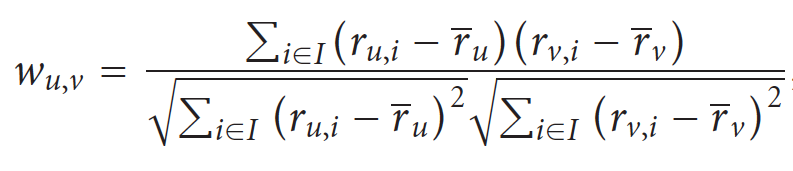 w_{u,v} = \frac{\sum_{i \in I} (r_{u,i} - \overline{r}_u)(r_{v,i} - \overline{r}_v)}{\sqrt{\sum_{i \in I} (r_{u,i} - \overline{r}_u)^2} \sqrt{\sum_{i \in I} (r_{v,i} - \overline{r}_v)^2}},